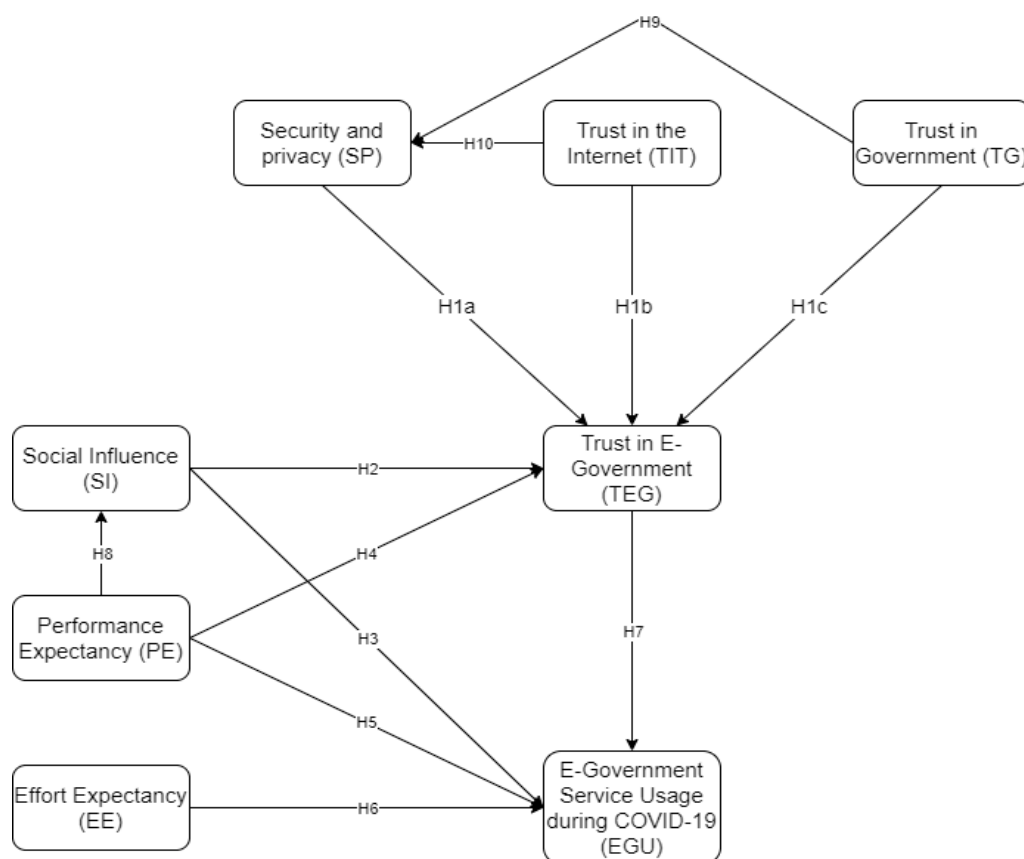 H9
Security and
privacy (SP)
H10
Trust in the
Internet (TIT)
Trust in
Government (TG)
H1a
H1b
H1c
Social Influence
(SI)
H2
Trust in E-
Government
(TEG)
H8
H4
Performance
Expectancy (PE)
H3
H7
H5
Effort Expectancy
(EE)
H6
E-Government
Service Usage
during COVID-19
(EGU)